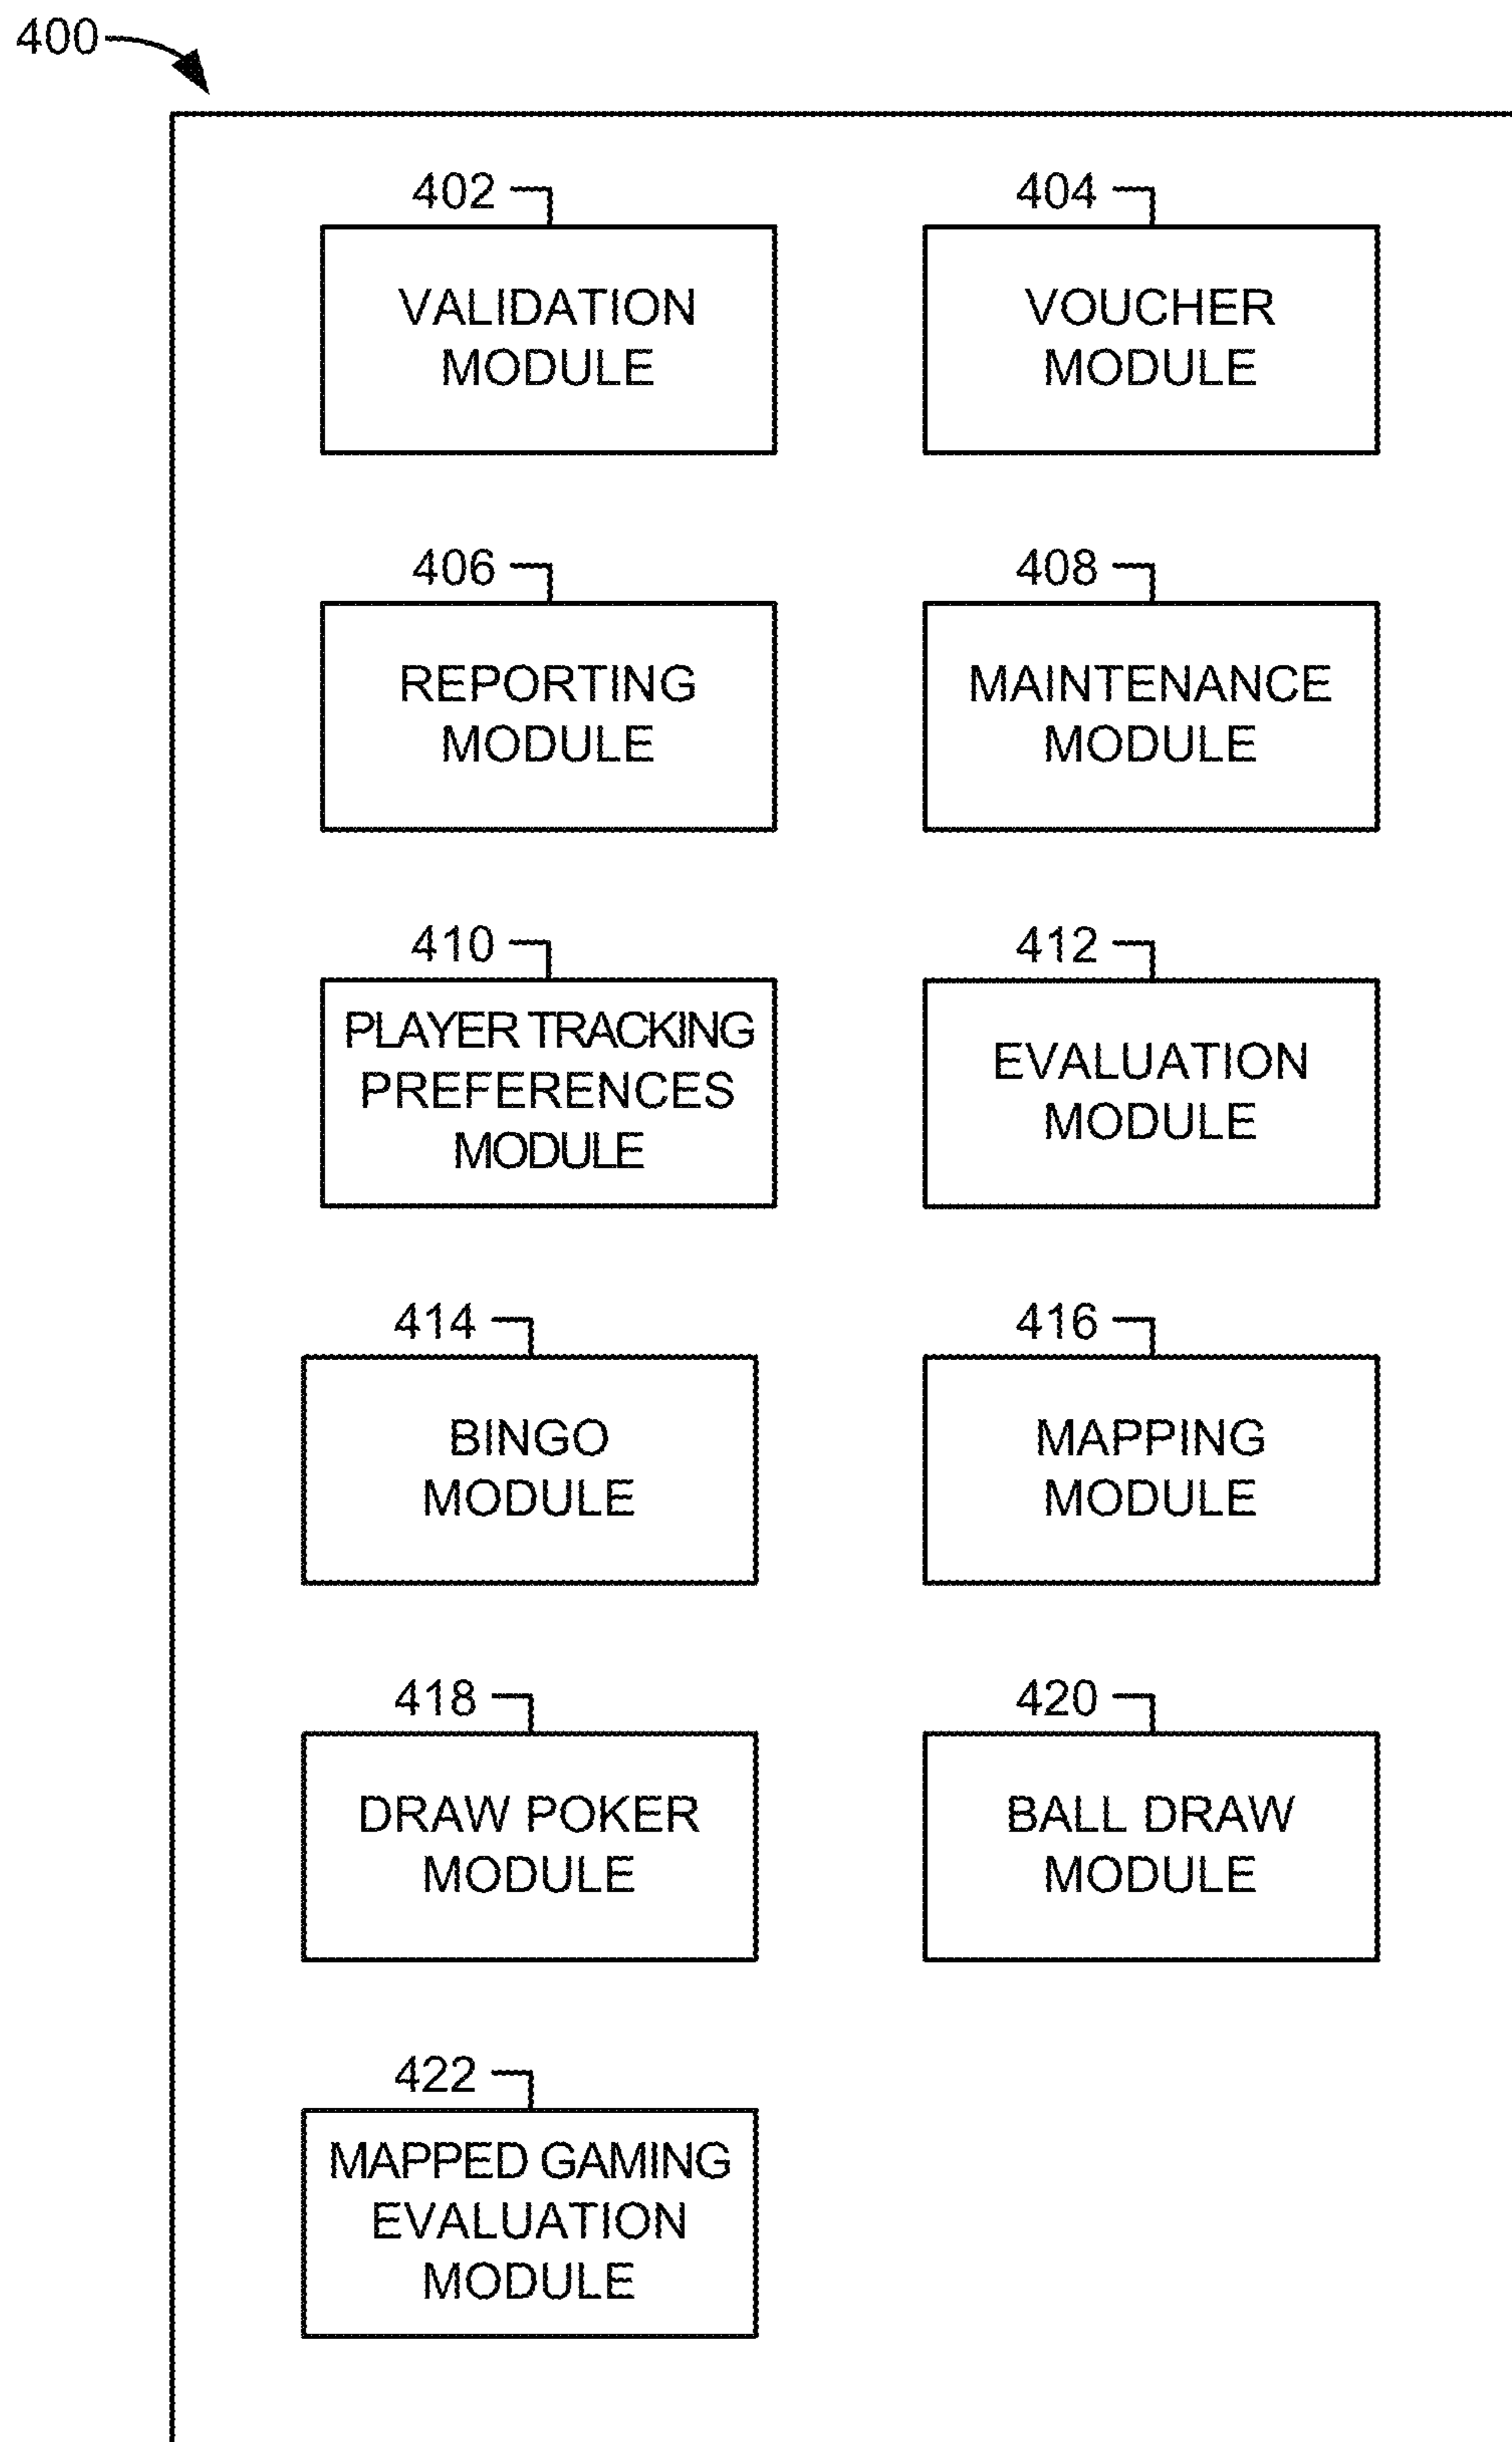 400
402
VALIDATION
MODULE
404
VOUCHER
MODULE
406
REPORTING
MODULE
408
MAINTENANCE
MODULE
410
PLAYER TRACKING
PREFERENCES
MODULE
412
EVALUATION
MODULE
414
BINGO
MODULE
416
MAPPING
MODULE
418
DRAW POKER
MODULE
420
BALL DRAW
MODULE
422
MAPPED GAMING
EVALUATION
MODULE